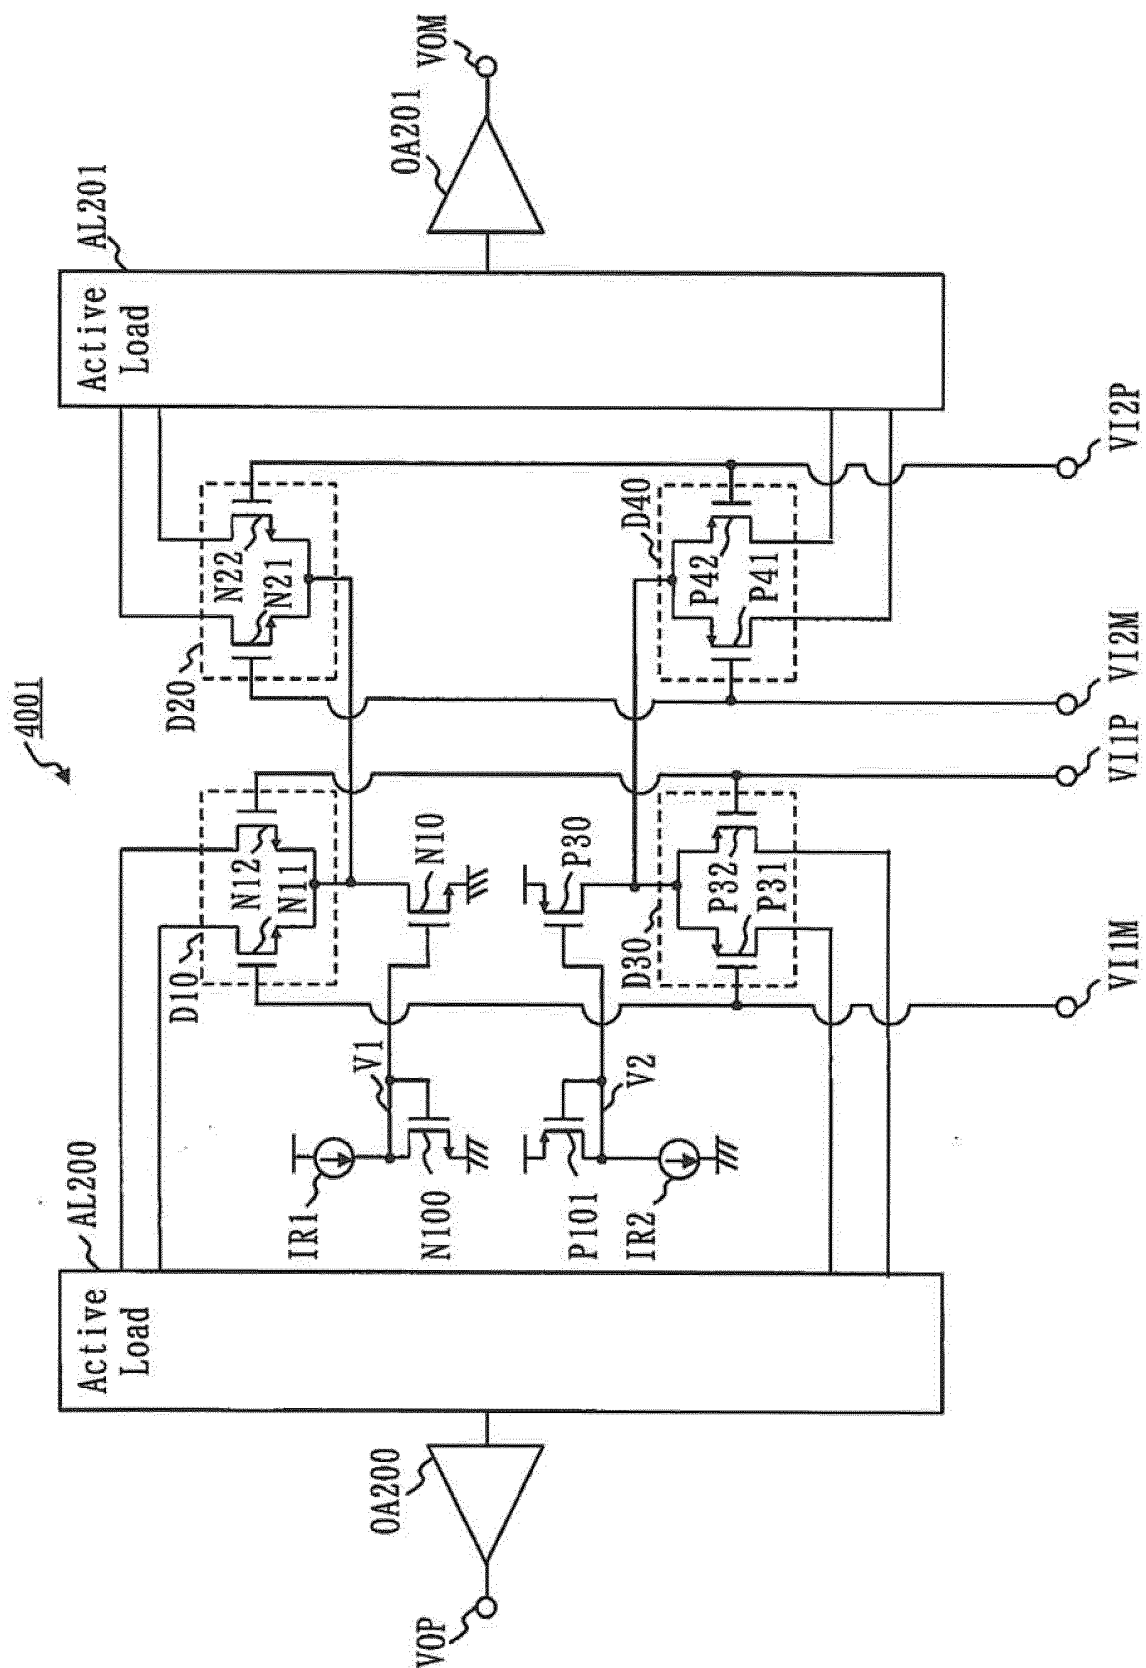 4001
AL200
Active
Load
AL201
Active
Load
OA200
VOP
OA201
VOM
D10
N12
N11
D20
N22
N21
IR1
V1
N100
N10
P101
P30
IR2
V2
D30
P32
P31
D40
P42
P41
VI1M
VI1P
VI2M
VI2P